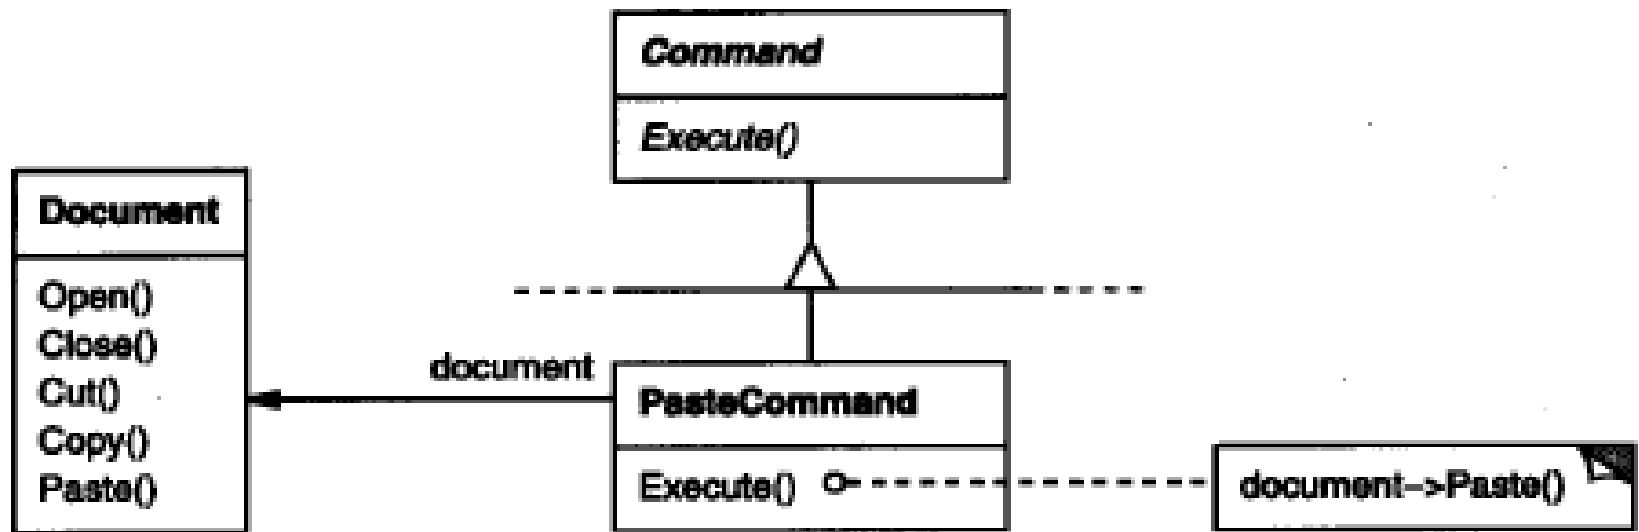 Command
Execute()
Document
Open()
Close()
Cut()
Copy()
Paste()
document
PasteCommand
Execute()
document->Paste()